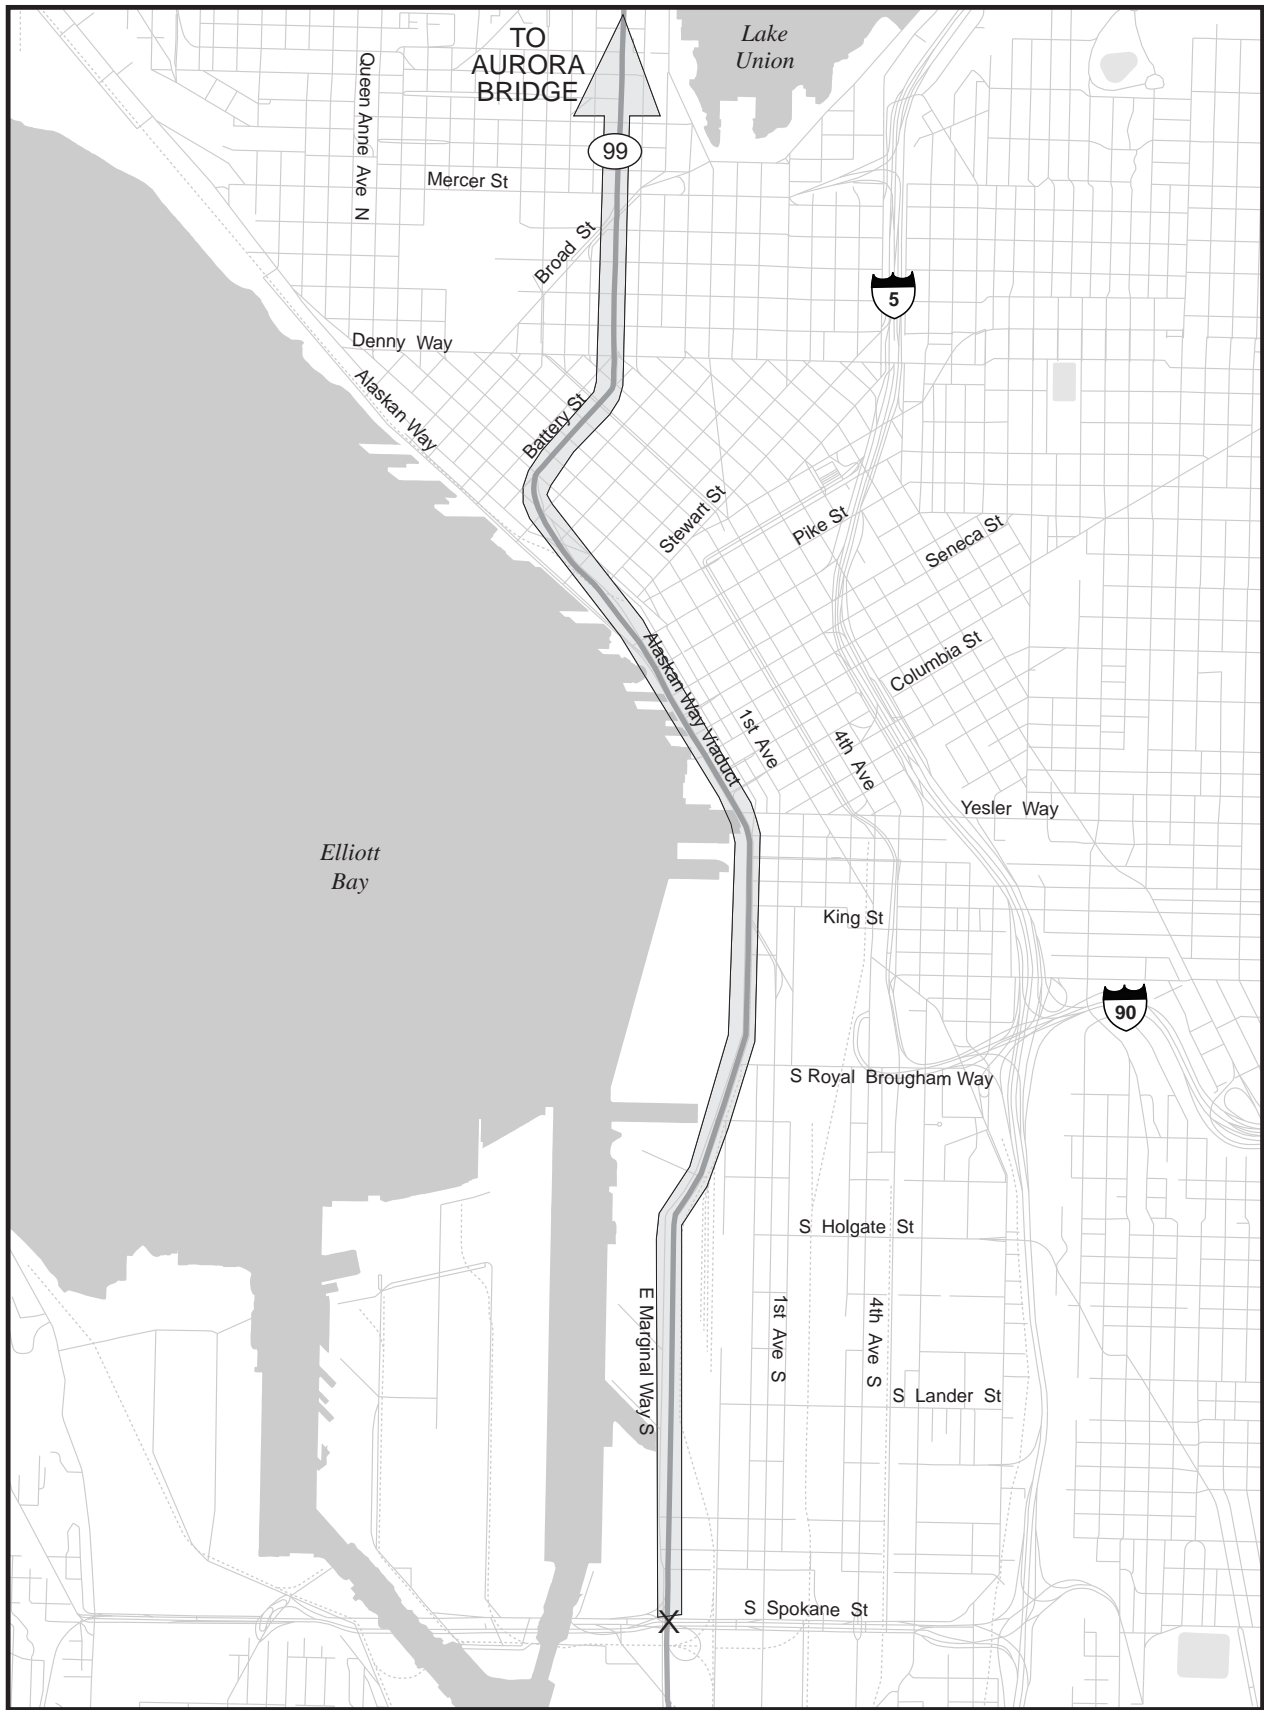 TO
AURORA
BRIDGE
Lake
Union
Queen Anne Ave N
99
Mercer St
Broad St
5
Denny Way
Alaskan Way
Battery St
Stewart St
Pike St
Seneca St
Columbia St
Alaskan Way Viaduct
1st Ave
4th Ave
Yesler Way
Elliott
Bay
King St
90
S Royal Brougham Way
S Holgate St
E Marginal Way S
1st Ave S
4th Ave S
S Lander St
S Spokane St
X